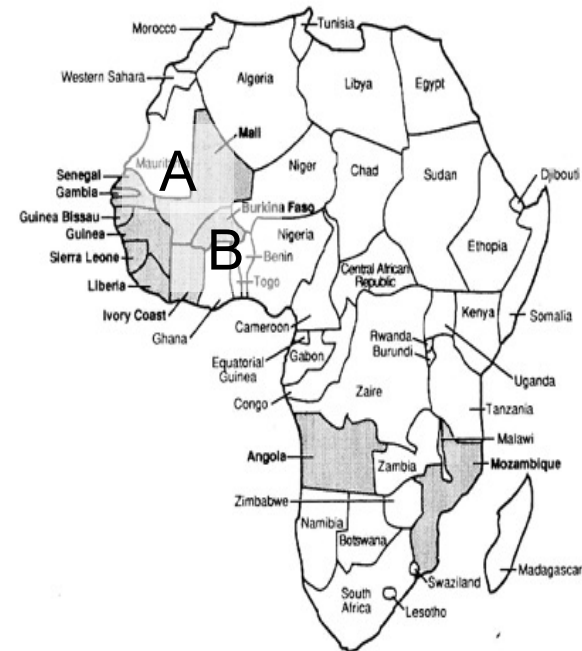 Morocco
Tunisia
Western Sahara
Algeria
Libya
Egypt
Mali
A
Senegal
Gambia
Niger
Chad
Sudan
Djibouti
Guinea Bissau
Guinea
Burkina Faso
Nigeria
B
Benin
Ethiopia
Sierra Leone
Liberia
Togo
Central African
Republic
Ivory Coast
Ghana
Cameroon
Kenya
Somalia
Equatorial
Guinea
Gabon
Rwanda
Burundi
Uganda
Congo
Zaire
Tanzania
Malawi
Angola
Zambia
Mozambique
Zimbabwe
Namibia
Botswana
Madagascar
Swaziland
South
Africa
Lesotho